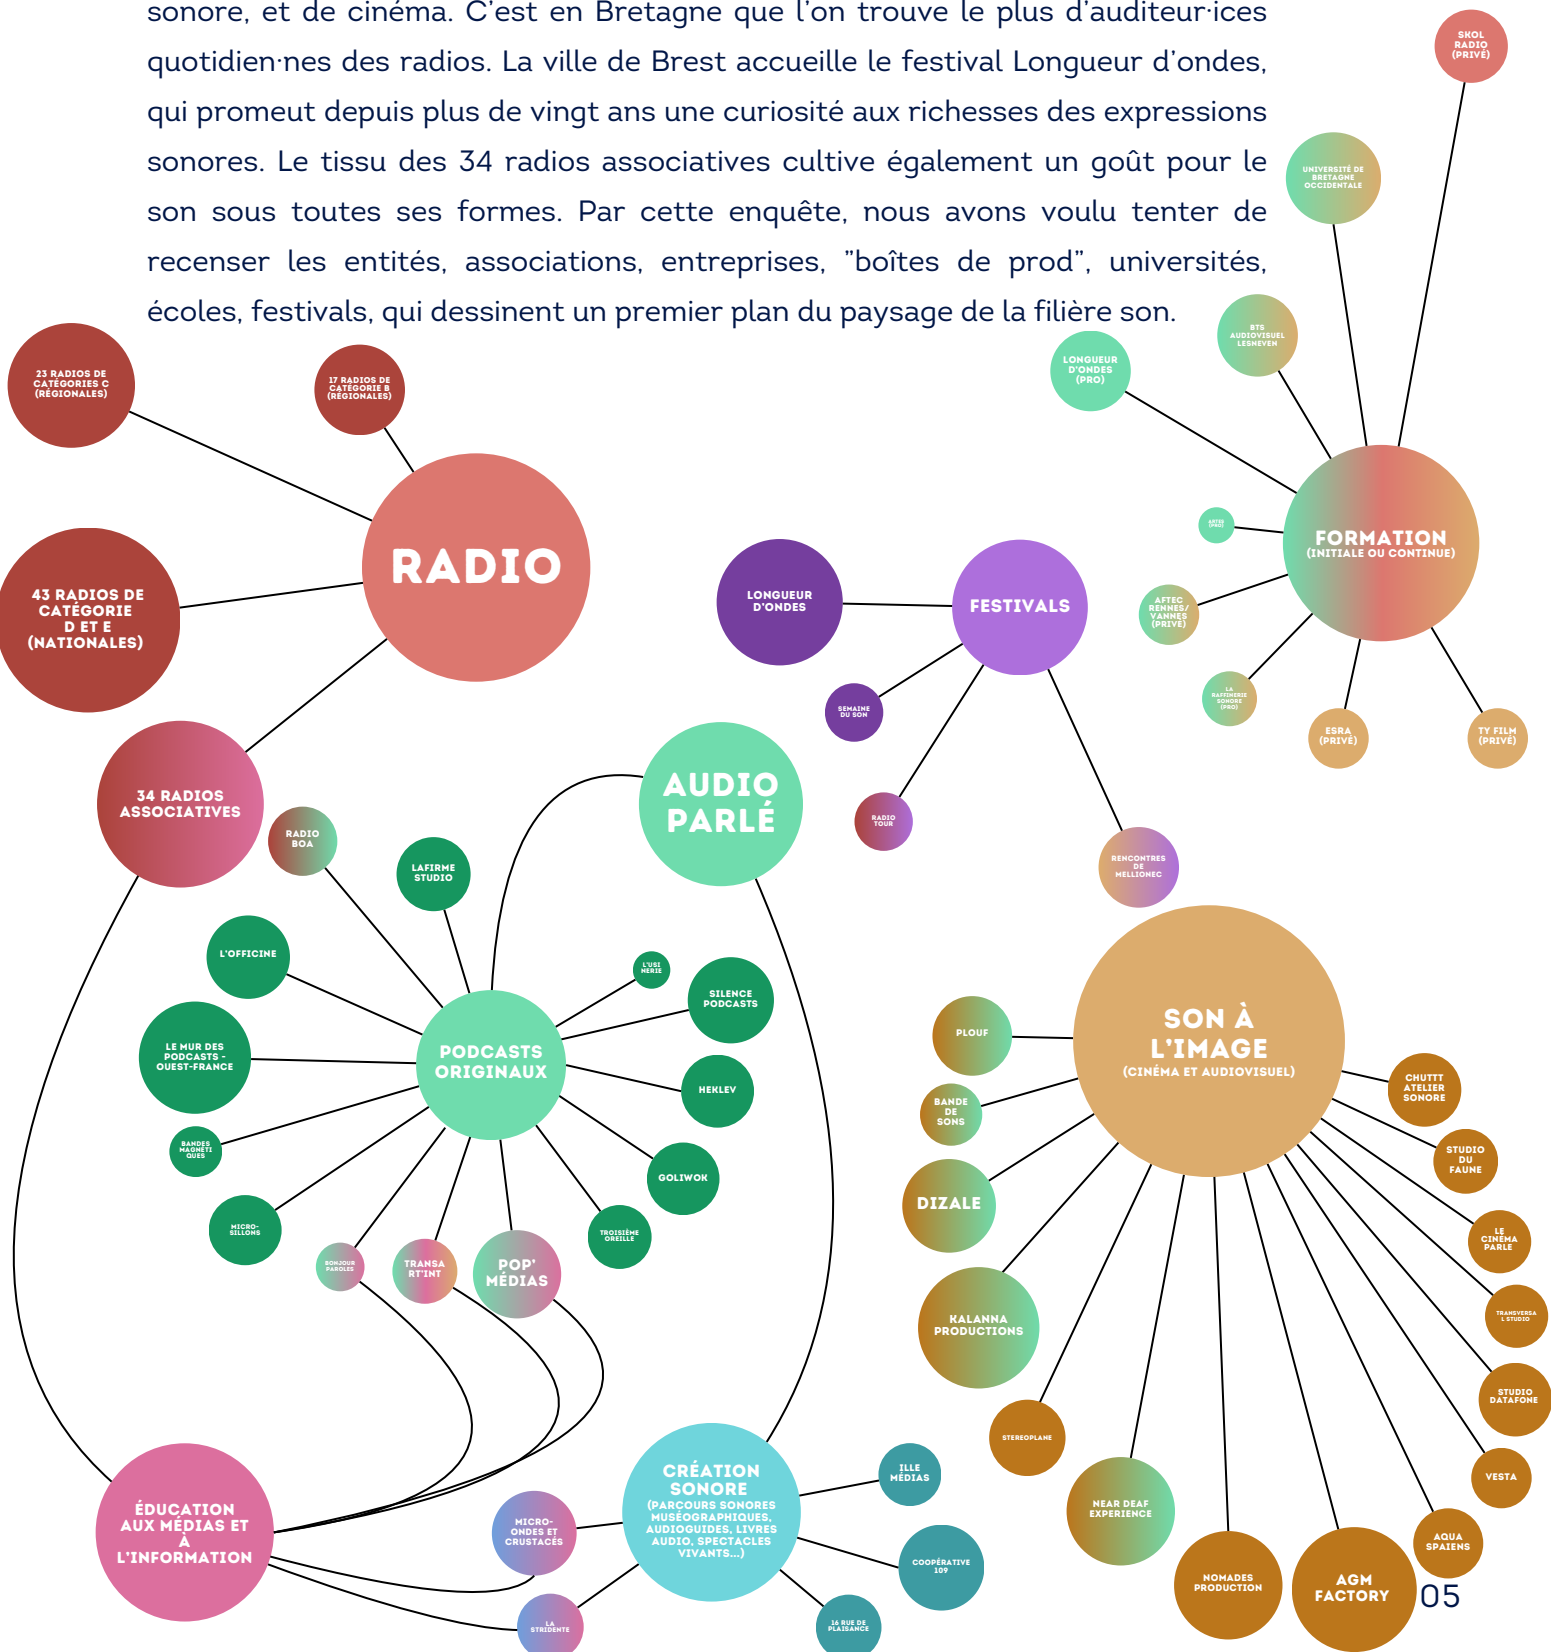 sonore, et de cinéma. C’est en Bretagne que l’on trouve le plus d’auditeur·ices
quotidien·nes des radios. La ville de Brest accueille le festival Longueur d’ondes,
qui promeut depuis plus de vingt ans une curiosité aux richesses des expressions
sonores. Le tissu des 34 radios associatives cultive également un goût pour le
son sous toutes ses formes. Par cette enquête, nous avons voulu tenter de
recenser les entités, associations, entreprises, ”boîtes de prod”, universités,
écoles, festivals, qui dessinent un premier plan du paysage de la filière son.
SKOL
RADIO
(PRIVÉ)
UNIVERSITÉ DE
BRETAGNE
OCCIDENTALE
BTS
AUDIOVISUEL
LESNEVEN
LONGUEUR
D'ONDES
(PRO)
ARTES
(PRO)
FORMATION
(INITIALE OU CONTINUE)
AFTEC
RENNES/
VANNES
(PRIVÉ)
LA
RAFFINERIE
SONORE
(PRO)
ESRA
(PRIVÉ)
TY FILM
(PRIVÉ)
23 RADIOS DE
CATÉGORIES C
(RÉGIONALES)
17 RADIOS DE
CATÉGORIE B
(RÉGIONALES)
RADIO
43 RADIOS DE
CATÉGORIE
D ET E
(NATIONALES)
34 RADIOS
ASSOCIATIVES
LONGUEUR
D'ONDES
FESTIVALS
SEMAINE
DU SON
RADIO
TOUR
RENCONTRES
DE
MELLIONEC
AUDIO
PARLÉ
RADIO
BOA
LAFIRME
STUDIO
L'OFFICINE
L'USI
NERIE
SILENCE
PODCASTS
LE MUR DES
PODCASTS -
OUEST-FRANCE
PODCASTS
ORIGINAUX
HEKLEV
BANDES
MAGNÉTI
QUES
GOLIWOK
MICRO-
SILLONS
TROISIÈME
OREILLE
BONJOUR
PAROLES
TRANSA
RT'INT
POP'
MÉDIAS
SON À
L'IMAGE
(CINÉMA ET AUDIOVISUEL)
PLOUF
BANDE
DE
SONS
DIZALE
KALANNA
PRODUCTIONS
STEREOPLANE
NEAR DEAF
EXPERIENCE
NOMADES
PRODUCTION
AGM
FACTORY
AQUA
SPAIENS
VESTA
STUDIO
DATAFONE
TRANSVERSA
L STUDIO
LE
CINÉMA
PARLE
STUDIO
DU
FAUNE
CHUTTT
ATELIER
SONORE
ÉDUCATION
AUX MÉDIAS ET
À
L'INFORMATION
CRÉATION
SONORE
(PARCOURS SONORES
MUSÉOGRAPHIQUES,
AUDIOGUIDES, LIVRES
AUDIO, SPECTACLES
VIVANTS...)
MICRO-
ONDES ET
CRUSTACÉS
LA
STRIDENTE
ILLE
MÉDIAS
COOPÉRATIVE
109
16 RUE DE
PLAISANCE
05